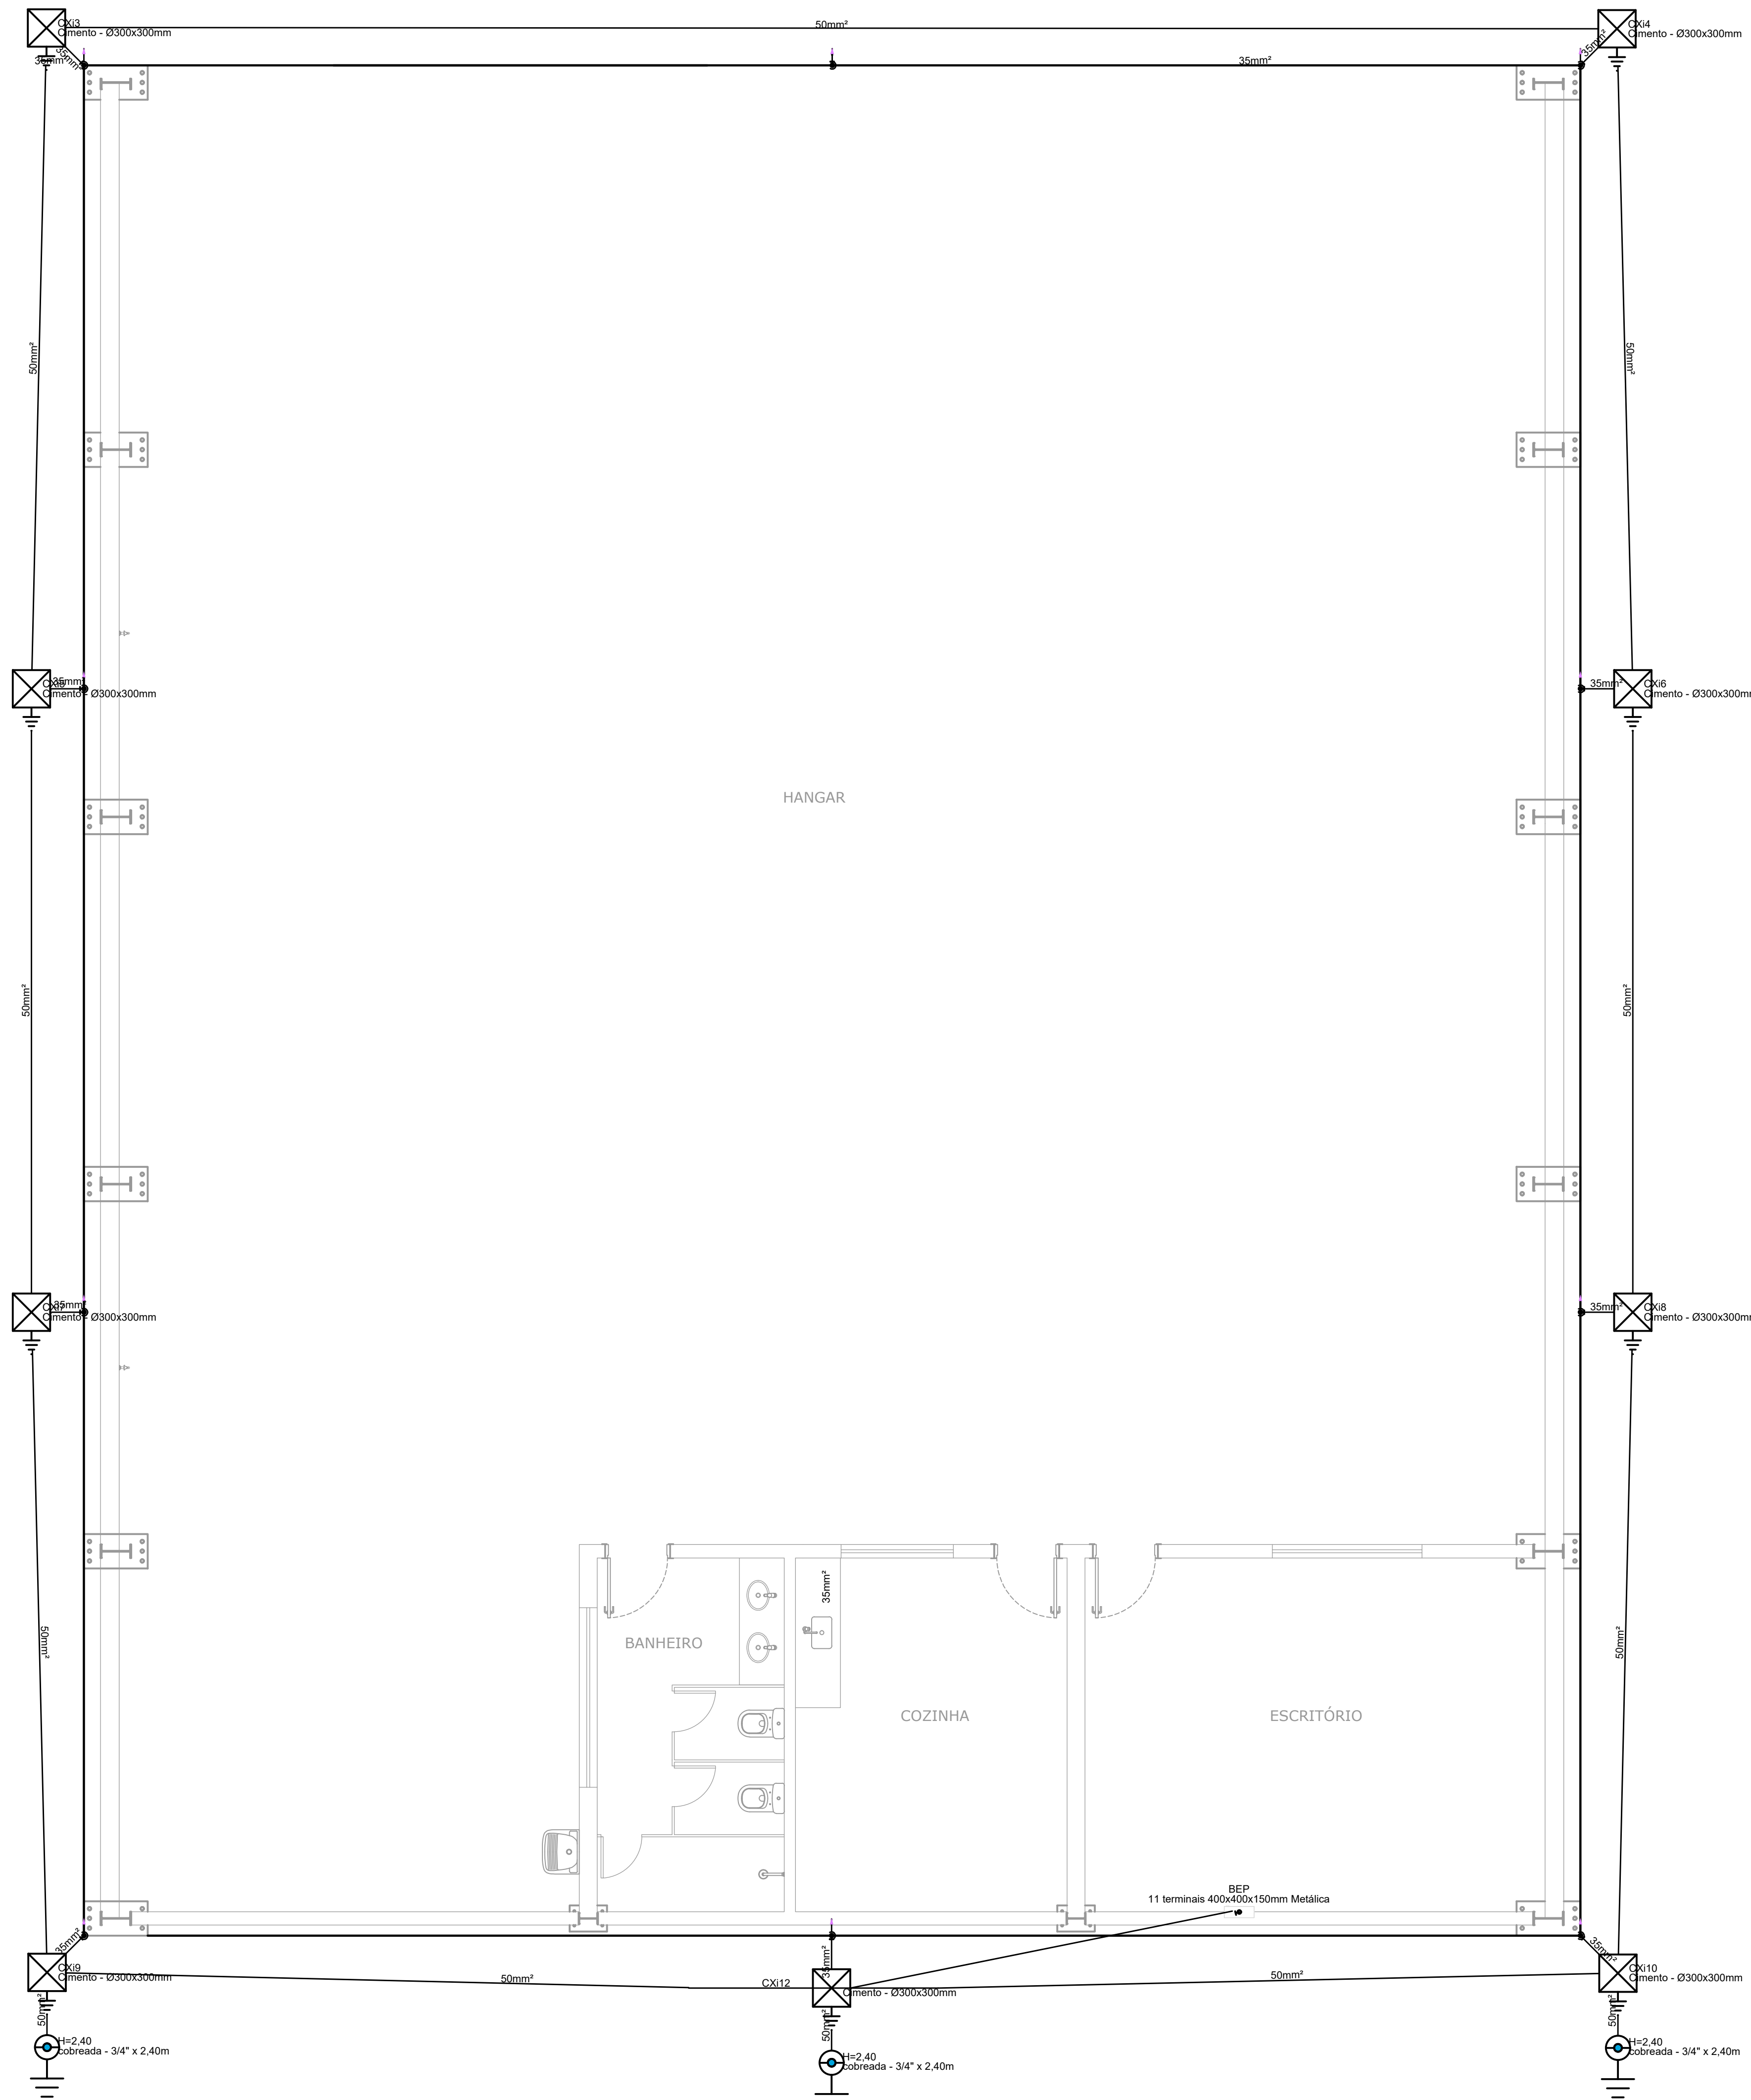 CXi3
Cimento - Ø300x300mm
50mm²
CXi4
Cimento - Ø300x300mm
35mm²
35mm²
35mm²
35mm²
50mm²
50mm²
35mm²
Cimento - Ø300x300mm
35mm²
CXi6
Cimento - Ø300x300mm
HANGAR
50mm²
50mm²
CXi7
35mm²
Cimento - Ø300x300mm
35mm²
CXi8
Cimento - Ø300x300mm
35mm²
50mm²
BANHEIRO
50mm²
COZINHA
ESCRITÓRIO
BEP
11 terminais 400x400x150mm Metálica
35mm²
35mm²
35mm²
CXi9
Cimento - Ø300x300mm
50mm²
CXi12
Cimento - Ø300x300mm
50mm²
CXi10
Cimento - Ø300x300mm
50mm²
50mm²
50mm²
H=2,40
cobreada - 3/4" x 2,40m
H=2,40
cobreada - 3/4" x 2,40m
H=2,40
cobreada - 3/4" x 2,40m